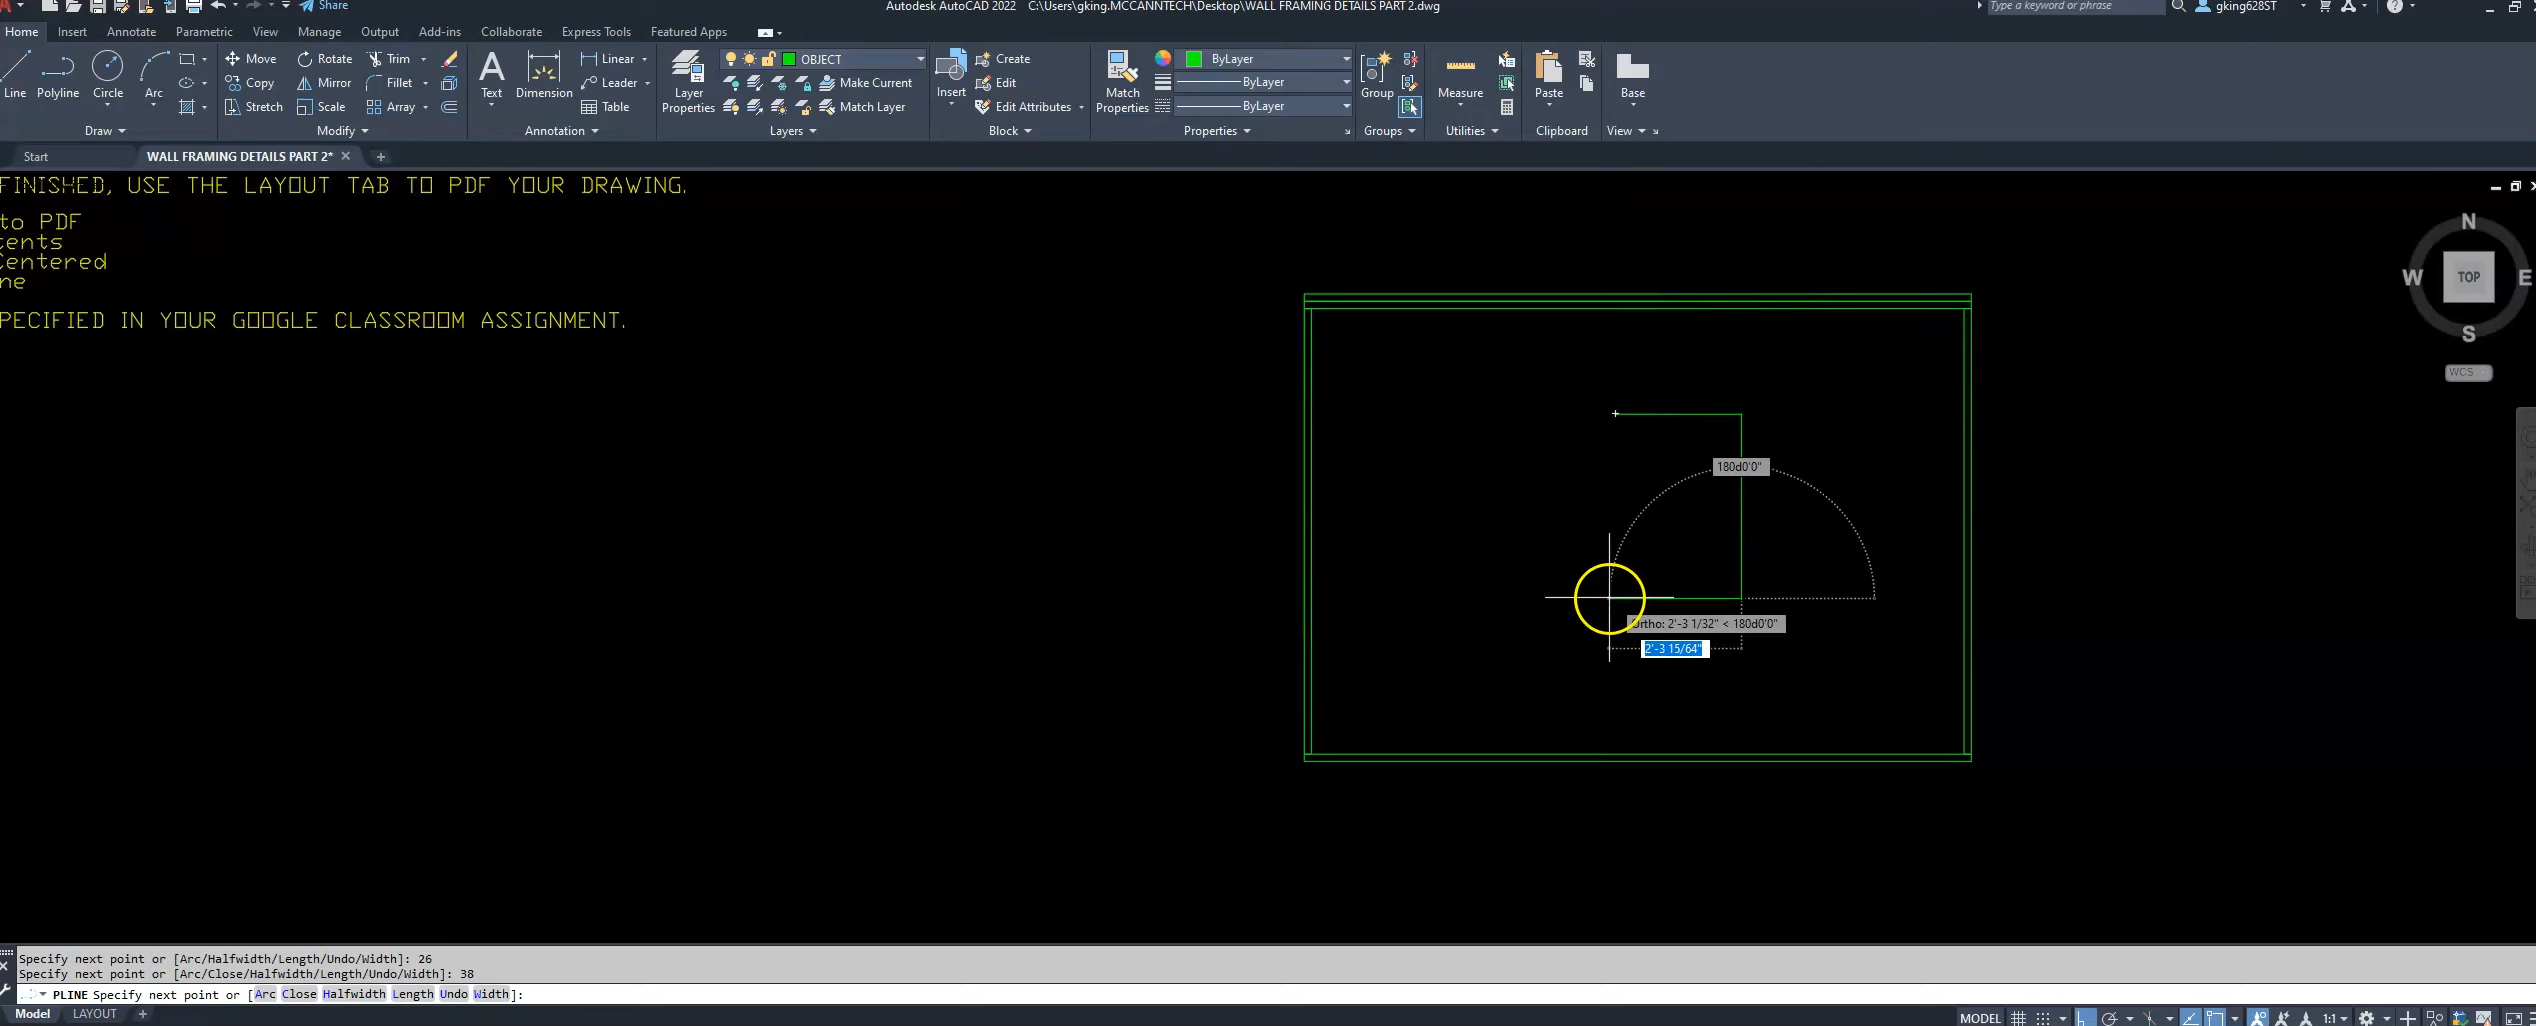 Share
Autodesk AutoCAD 2022 C:\Users\gking.MCCANNTECH\Desktop\WALL FRAMING DETAILS PART 2.dwg
Type a keyword or phrase
gking628ST
Home Insert Annotate Parametric View Manage Output Add-ins Collaborate Express Tools Featured Apps
Line Polyline Circle Arc
Draw
Move Rotate Trim
Copy Mirror Fillet
Stretch Scale Array
Modify
Text Dimension
Linear
Leader
Table
Annotation
Layer Properties
OBJECT
Make Current
Match Layer
Layers
Insert
Create
Edit
Edit Attributes
Block
Match Properties
ByLayer
ByLayer
ByLayer
Properties
Group
Groups
Measure
Utilities
Paste
Clipboard
Base
View
Start WALL FRAMING DETAILS PART 2*
FINISHED, USE THE LAYOUT TAB TO PDF YOUR DRAWING.
to PDF
tents
Centered
ne
PECIFIED IN YOUR GOOGLE CLASSROOM ASSIGNMENT.
N
W TOP E
S
WCS
180d0'0"
Ortho: 2'-3 1/32" < 180d0'0"
2'-3 15/64"
Specify next point or [Arc/Halfwidth/Length/Undo/Width]: 26
Specify next point or [Arc/Close/Halfwidth/Length/Undo/Width]: 38
PLINE Specify next point or [Arc Close Halfwidth Length Undo Width]:
Model LAYOUT
MODEL 1:1